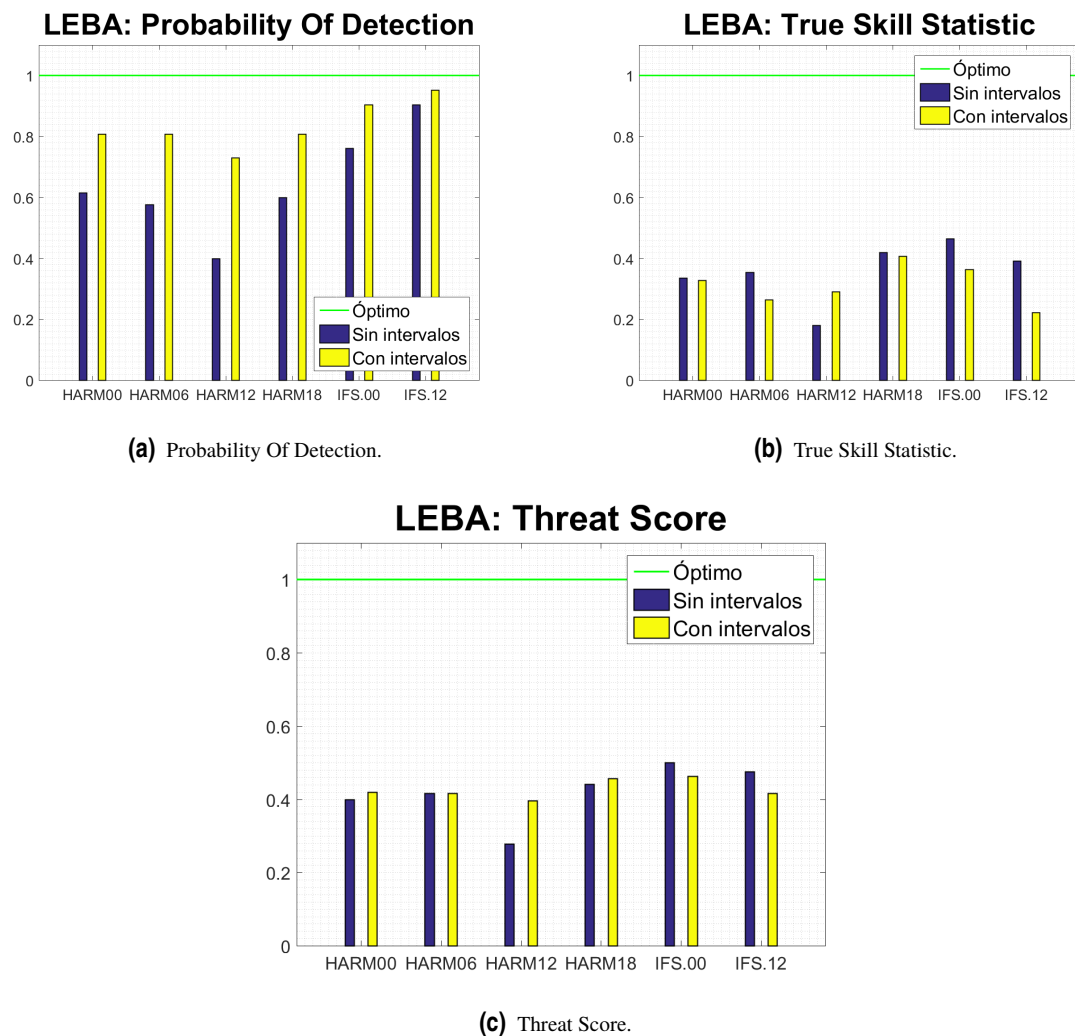 LEBA: Probability Of Detection
1
0.8
0.6
0.4
0.2
0
Óptimo
Sin intervalos
Con intervalos
HARM00 HARM06 HARM12 HARM18 IFS.00 IFS.12
(a) Probability Of Detection.
LEBA: True Skill Statistic
1
0.8
0.6
0.4
0.2
0
Óptimo
Sin intervalos
Con intervalos
HARM00 HARM06 HARM12 HARM18 IFS.00 IFS.12
(b) True Skill Statistic.
LEBA: Threat Score
1
0.8
0.6
0.4
0.2
0
Óptimo
Sin intervalos
Con intervalos
HARM00 HARM06 HARM12 HARM18 IFS.00 IFS.12
(c) Threat Score.